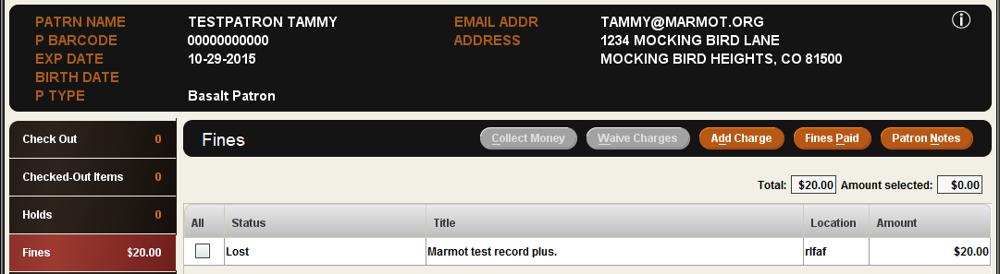 PATRN NAME TESTPATRON TAMMY EMAIL ADDR TAMMY@MARMOT.ORG
P BARCODE 00000000000 ADDRESS 1234 MOCKING BIRD LANE
EXP DATE 10-29-2015 MOCKING BIRD HEIGHTS, CO 81500
BIRTH DATE
P TYPE Basalt Patron
Check Out 0
Checked-Out Items 0
Holds 0
Fines $20.00
Fines Collect Money Waive Charges Add Charge Fines Paid Patron Notes
Total: $20.00 Amount selected: $0.00
All Status Title Location Amount
Lost Marmot test record plus. rlfaf $20.00